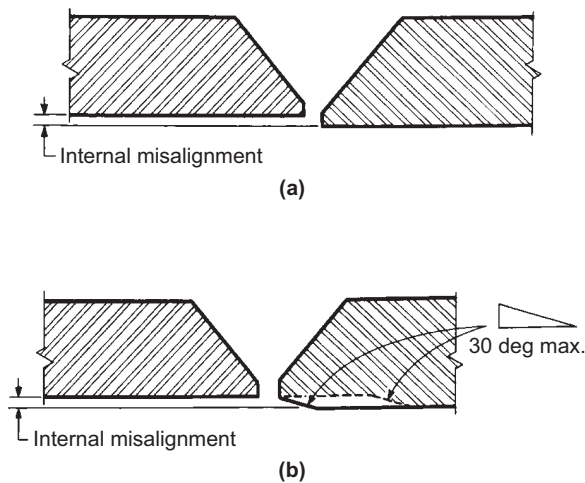 Internal misalignment
(a)
30 deg max.
Internal misalignment
(b)